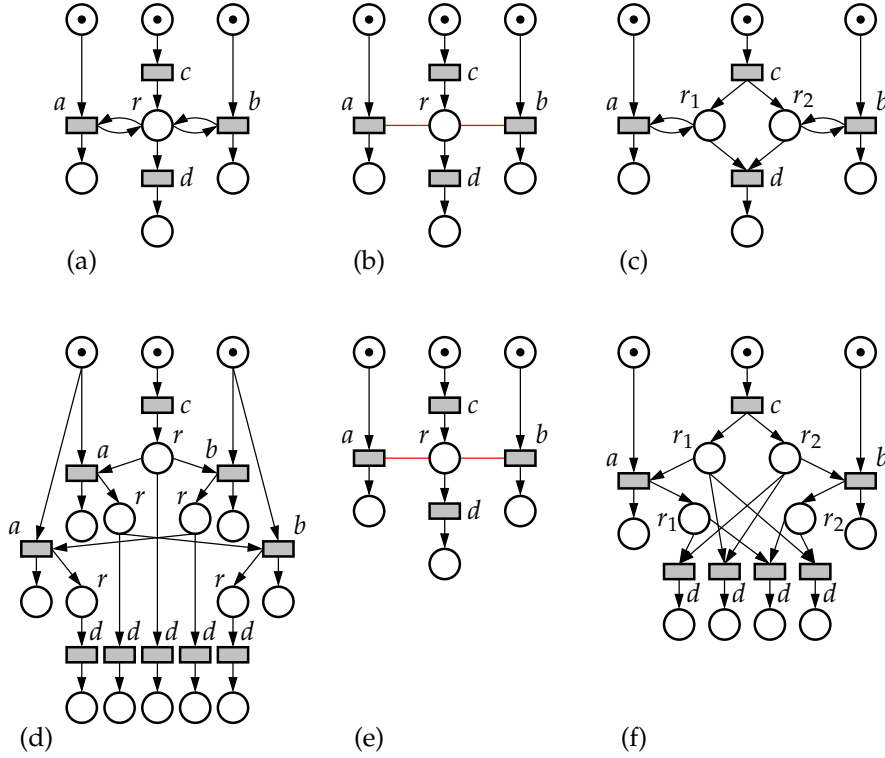 c c c
a r b a r b a r₁ r₂ b
d d d
(a) (b) (c)
c c c
r a r b r₁ r₂
a b a b
r r d r₁ r₂
a b
r r d d d d
d d d d d
(d) (e) (f)